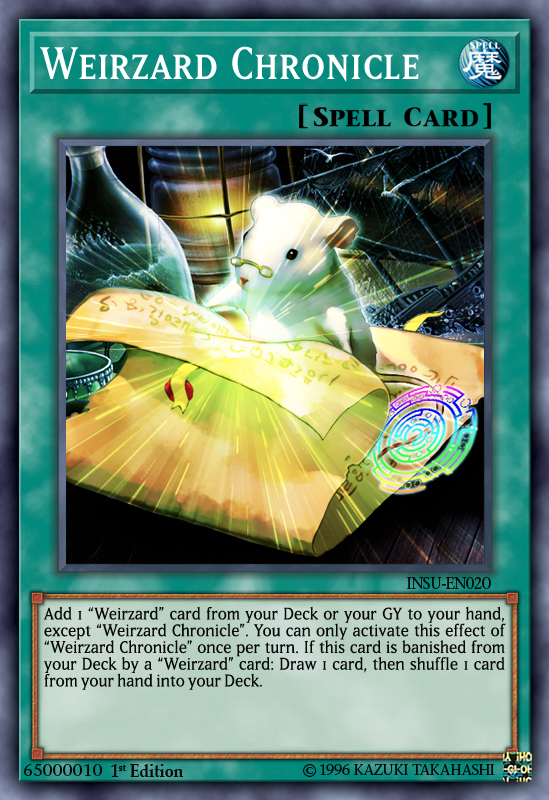 WEIRZARD CHRONICLE
SPELL
魔
[SPELL CARD]
INSU-EN020
Add 1 “Weirzard” card from your Deck or your GY to your hand,
except “Weirzard Chronicle”. You can only activate this effect of
“Weirzard Chronicle” once per turn. If this card is banished from
your Deck by a “Weirzard” card: Draw 1 card, then shuffle 1 card
from your hand into your Deck.
65000010 1st Edition © 1996 KAZUKI TAKAHASHI